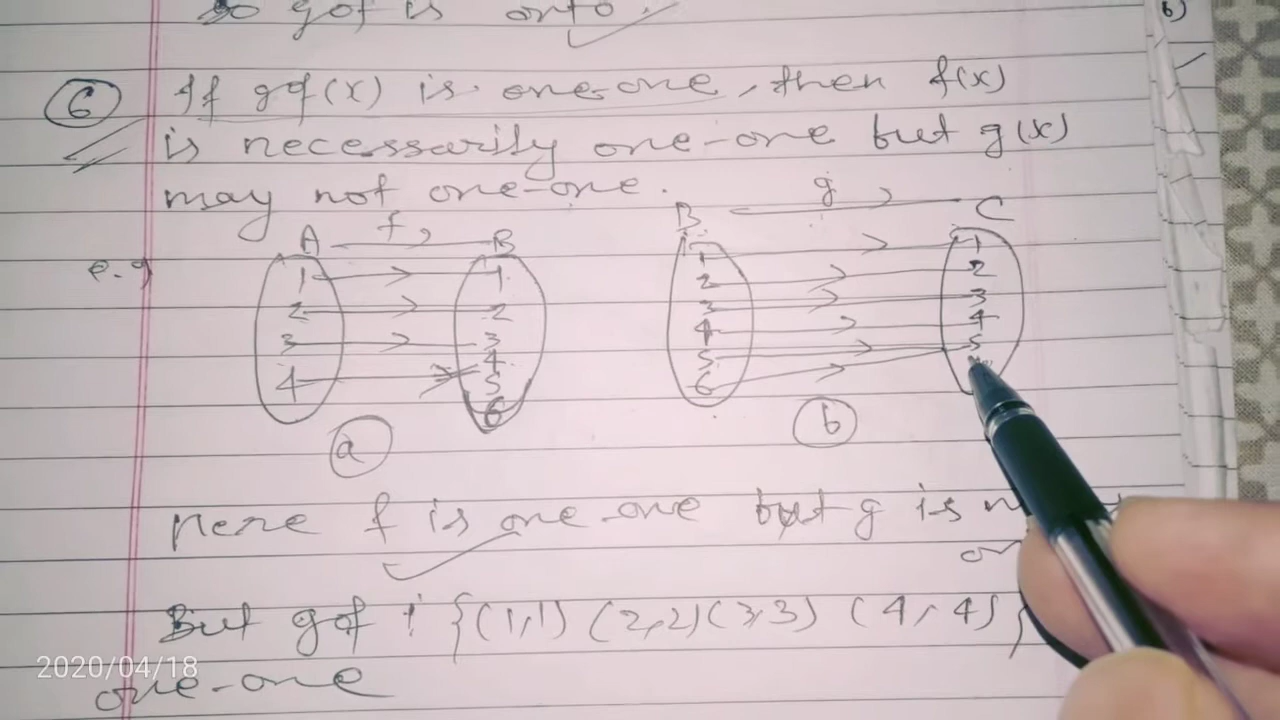 so gof is onto.
b)
6 If gof(x) is one-one, then f(x)
is necessarily one-one but g(x)
may not one-one.
e.g
A f B
1 1
2 2
3 3
4 4
5
6
a
B g C
1 1
2 2
3 3
4 4
5 5
6
b
Here f is one-one but g is
But gof : {(1,1) (2,2) (3,3) (4,4)}
one-one
2020/04/18